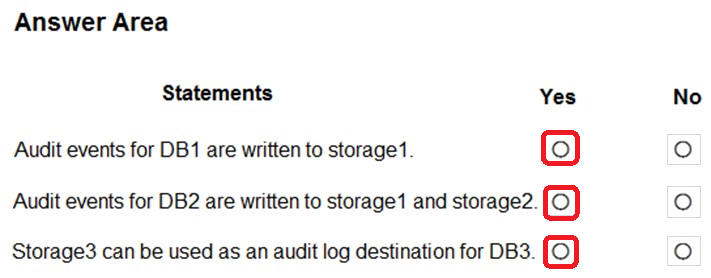 Answer Area
Statements Yes No
Audit events for DB1 are written to storage1.
Audit events for DB2 are written to storage1 and storage2.
Storage3 can be used as an audit log destination for DB3.